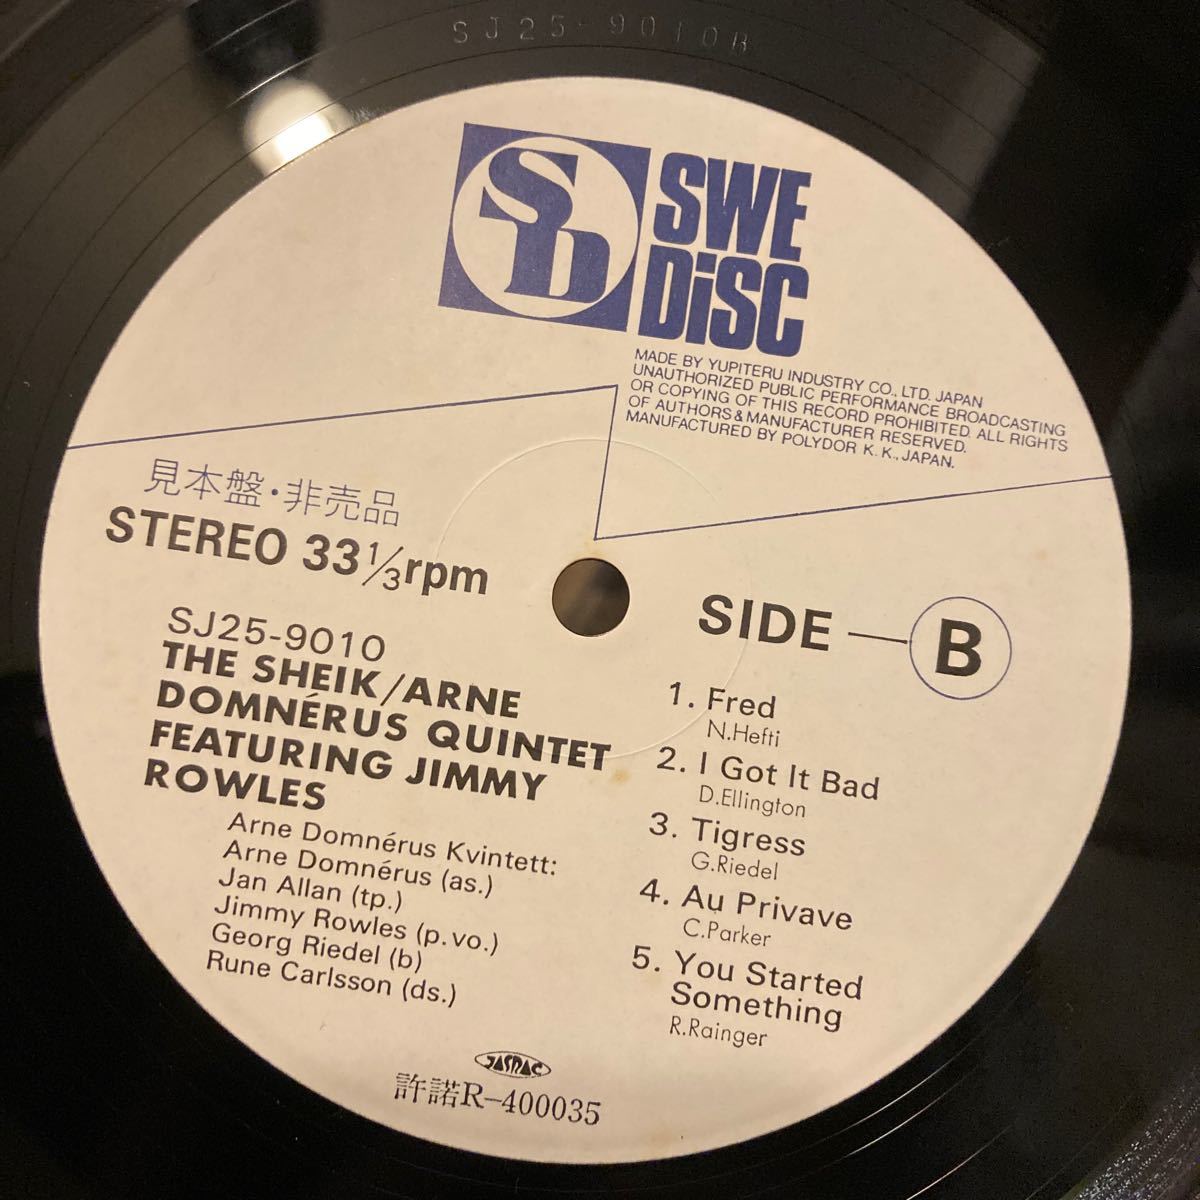 SJ25-9010B
SD
SWE
DiSC
MADE BY YUPITERU INDUSTRY CO., LTD. JAPAN
UNAUTHORIZED PUBLIC PERFORMANCE BROADCASTING
OR COPYING OF THIS RECORD PROHIBITED. ALL RIGHTS
OF AUTHORS & MANUFACTURER RESERVED.
MANUFACTURED BY POLYDOR K. K., JAPAN.
見本盤・非売品
STEREO 33 1/3 rpm
SJ25-9010
THE SHEIK/ARNE
DOMNÉRUS QUINTET
FEATURING JIMMY
ROWLES
Arne Domnérus Kvintett:
Arne Domnérus (as.)
Jan Allan (tp.)
Jimmy Rowles (p. vo.)
Georg Riedel (b)
Rune Carlsson (ds.)
SIDE — B
1. Fred
N.Hefti
2. I Got It Bad
D.Ellington
3. Tigress
G.Riedel
4. Au Privave
C.Parker
5. You Started
Something
R.Rainger
JASRAC
許諾R-400035